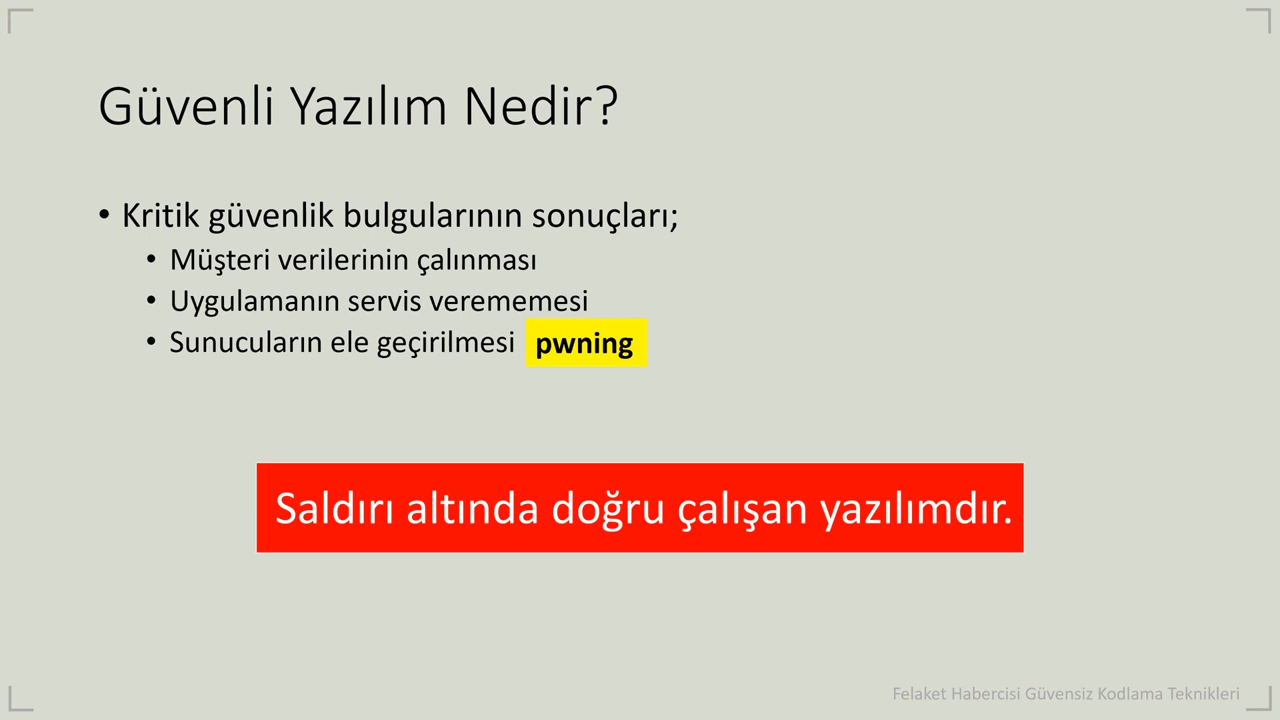 Güvenli Yazılım Nedir?
• Kritik güvenlik bulgularının sonuçları;
• Müşteri verilerinin çalınması
• Uygulamanın servis verememesi
• Sunucuların ele geçirilmesi pwning
Saldırı altında doğru çalışan yazılımdır.
Felaket Habercisi Güvensiz Kodlama Teknikleri